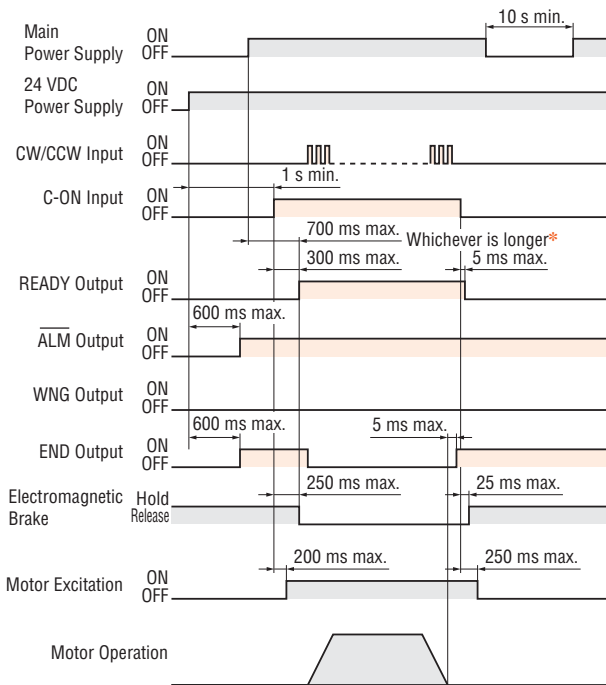 10 s min.
Main
Power Supply
ON
OFF
24 VDC
Power Supply
ON
OFF
CW/CCW Input
ON
OFF
1 s min.
C-ON Input
ON
OFF
700 ms max.
Whichever is longer*
300 ms max.
5 ms max.
READY Output
ON
OFF
600 ms max.
ALM Output
ON
OFF
WNG Output
ON
OFF
600 ms max.
5 ms max.
END Output
ON
OFF
250 ms max.
25 ms max.
Electromagnetic
Brake
Hold
Release
200 ms max.
250 ms max.
Motor Excitation
ON
OFF
Motor Operation